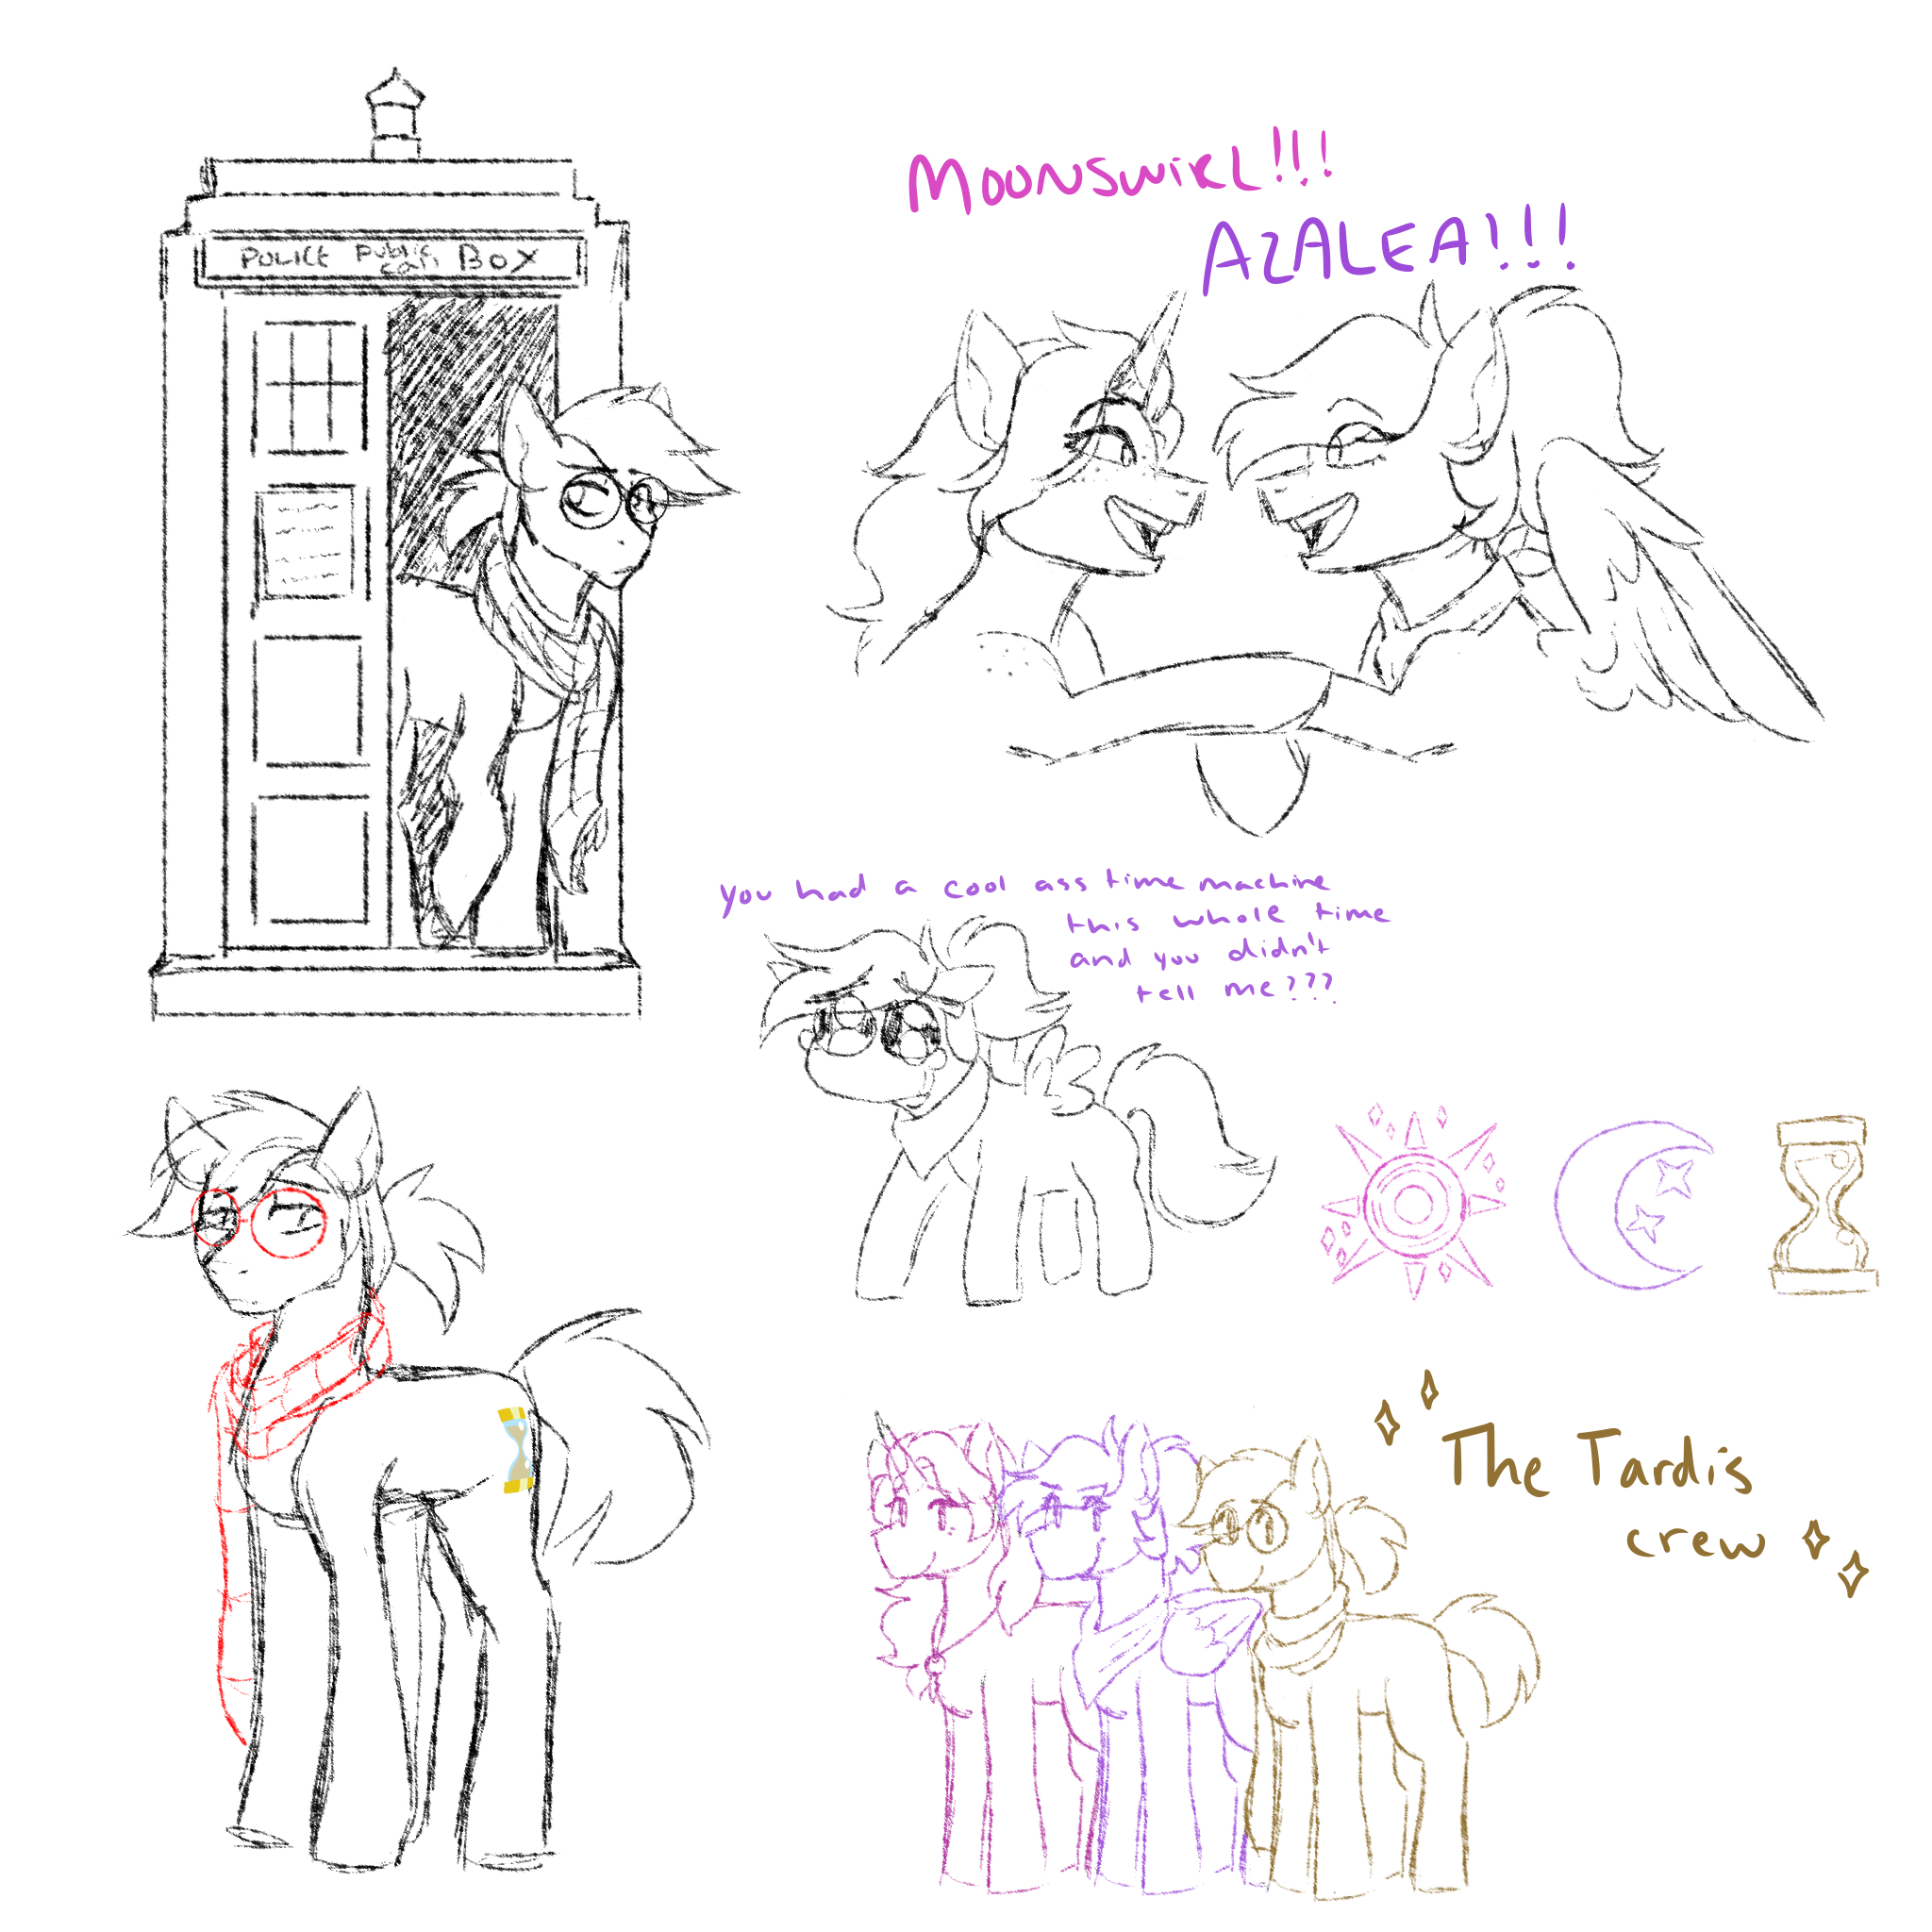 POLICE Public call BOX
MOONSWIRL!!!
AZALEA!!!
you had a cool ass time machine
this whole time
and you didn't
tell me???
The Tardis
crew